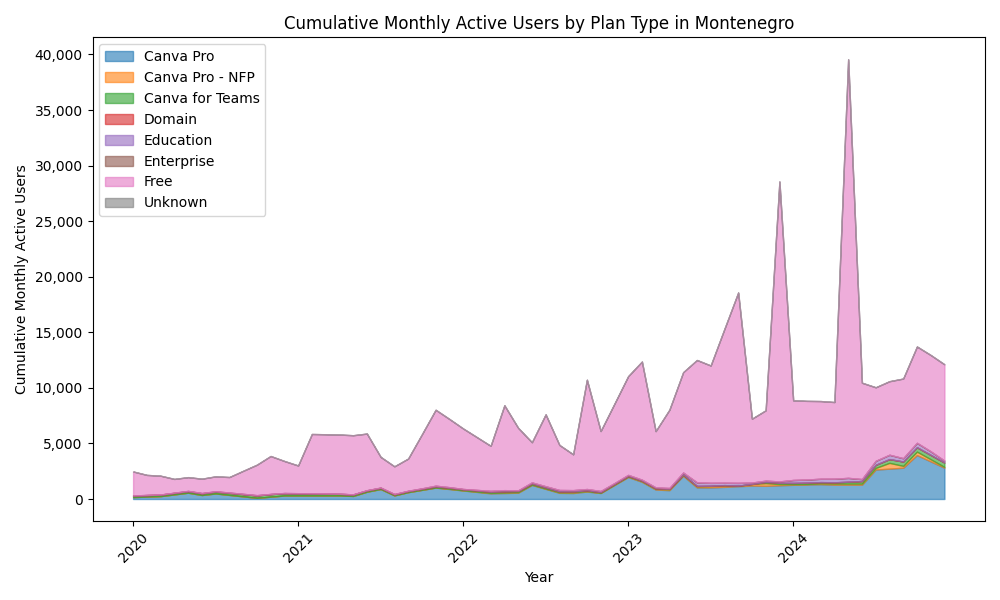 Cumulative Monthly Active Users by Plan Type in Montenegro
Cumulative Monthly Active Users
40,000
35,000
30,000
25,000
20,000
15,000
10,000
5,000
0
Canva Pro
Canva Pro - NFP
Canva for Teams
Domain
Education
Enterprise
Free
Unknown
2020
2021
2022
2023
2024
Year